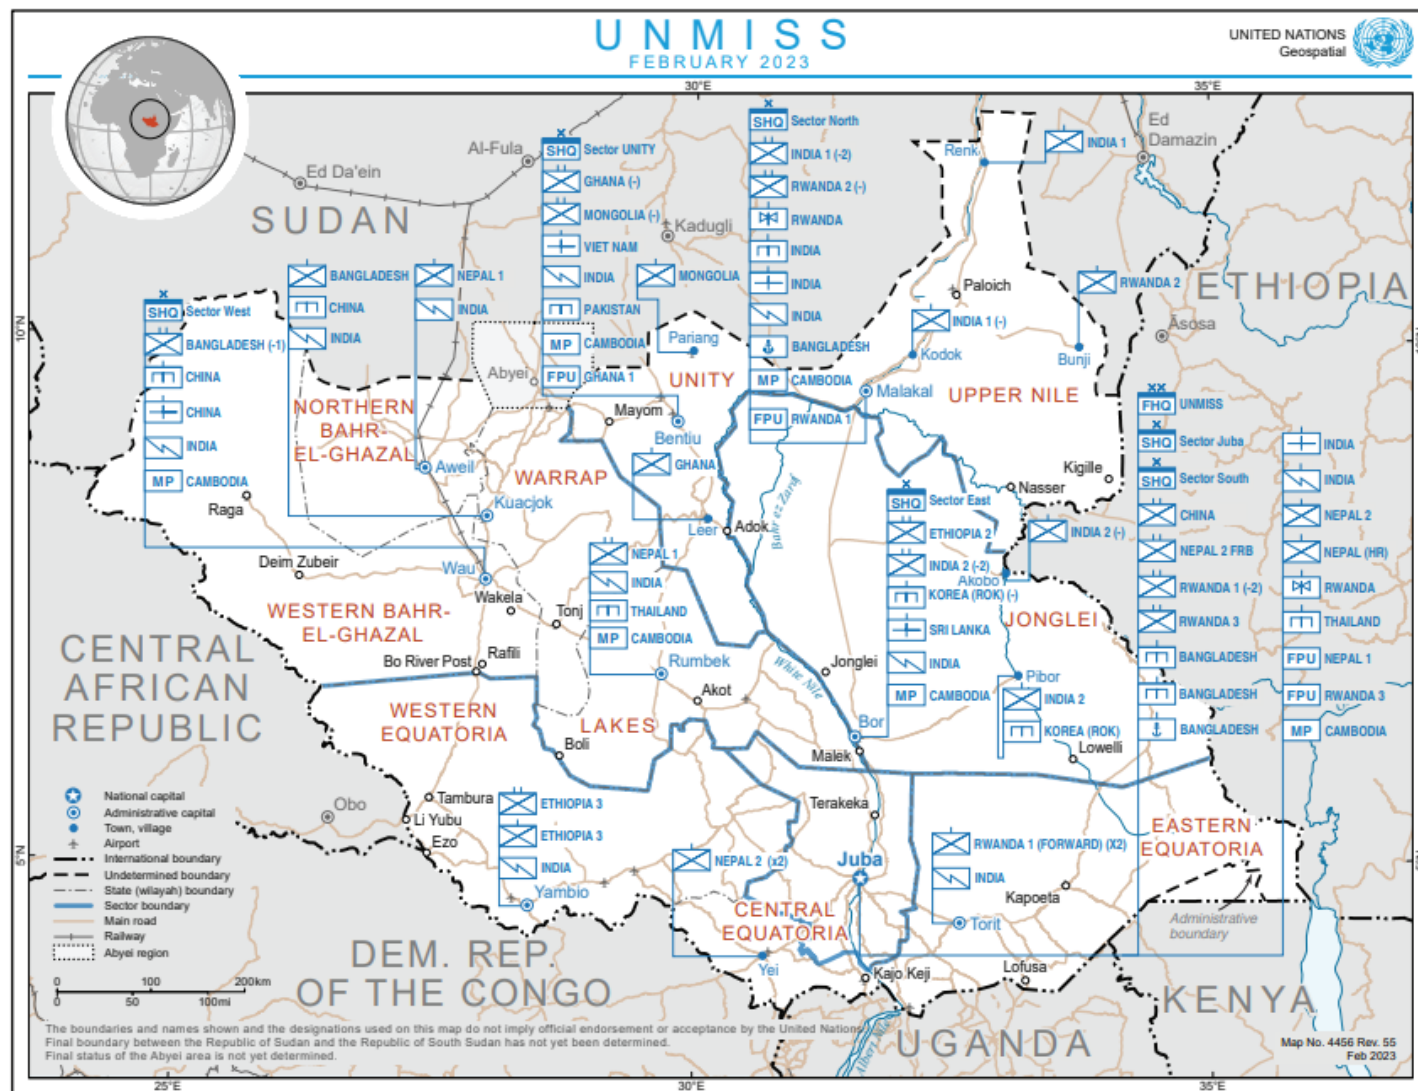 UNMISS
FEBRUARY 2023
UNITED NATIONS
Geospatial
30°E
35°E
SHQ Sector North
INDIA 1 (-2)
RWANDA 2 (-)
RWANDA
INDIA
INDIA
INDIA
BANGLADESH
MP CAMBODIA
FPU RWANDA 1
SHQ Sector UNITY
GHANA (-)
MONGOLIA (-)
VIET NAM
INDIA
PAKISTAN
MP CAMBODIA
FPU GHANA 1
Renk
INDIA 1
Ed
Damazin
Al-Fula
Ed Da'ein
SUDAN
Kadugli
MONGOLIA
BANGLADESH
CHINA
INDIA
NEPAL 1
INDIA
SHQ Sector West
BANGLADESH (-1)
CHINA
CHINA
INDIA
MP CAMBODIA
10°N
Paloich
RWANDA 2
ETHIOPIA
INDIA 1 (-)
Āsosa
Pariang
Kodok
Bunji
Abyei
UNITY
Malakal
UPPER NILE
NORTHERN
BAHR-
EL-GHAZAL
Mayom
Bentiu
GHANA
Aweil
WARRAP
Kigille
Nasser
Raga
Kuacjok
Leer
Adok
Bahr ez Zaraf
FHQ UNMISS
SHQ Sector Juba
SHQ Sector South
CHINA
NEPAL 2 FRB
RWANDA 1 (-2)
RWANDA 3
BANGLADESH
BANGLADESH
BANGLADESH
INDIA
INDIA
NEPAL 2
NEPAL (HR)
RWANDA
THAILAND
FPU NEPAL 1
FPU RWANDA 3
MP CAMBODIA
SHQ Sector East
ETHIOPIA 2
INDIA 2 (-2)
KOREA (ROK) (-)
SRI LANKA
INDIA
MP CAMBODIA
INDIA 2 (-)
Akobo
JONGLEI
Deim Zubeir
Wau
NEPAL 1
INDIA
THAILAND
MP CAMBODIA
Wakela
Tonj
WESTERN BAHR-
EL-GHAZAL
CENTRAL
AFRICAN
REPUBLIC
Bo River Post
Rafili
Rumbek
White Nile
Jonglei
Pibor
INDIA 2
KOREA (ROK)
Akot
WESTERN
EQUATORIA
LAKES
Boli
Bor
Malek
Lowelli
National capital
Administrative capital
Town, village
Airport
International boundary
Undetermined boundary
State (wilayah) boundary
Sector boundary
Main road
Railway
Abyei region
0 100 200km
0 50 100mi
Obo
Tambura
Li Yubu
Ezo
5°N
ETHIOPIA 3
ETHIOPIA 3
INDIA
Yambio
Terakeka
NEPAL 2 (x2)
Juba
RWANDA 1 (FORWARD) (X2)
INDIA
EASTERN
EQUATORIA
Kapoeta
CENTRAL
EQUATORIA
Torit
Administrative
boundary
Yei
Kajo Keji
Lofusa
DEM. REP.
OF THE CONGO
KENYA
UGANDA
Albert Nile
The boundaries and names shown and the designations used on this map do not imply official endorsement or acceptance by the United Nations.
Final boundary between the Republic of Sudan and the Republic of South Sudan has not yet been determined.
Final status of the Abyei area is not yet determined.
Map No. 4456 Rev. 55
Feb 2023
25°E
30°E
35°E